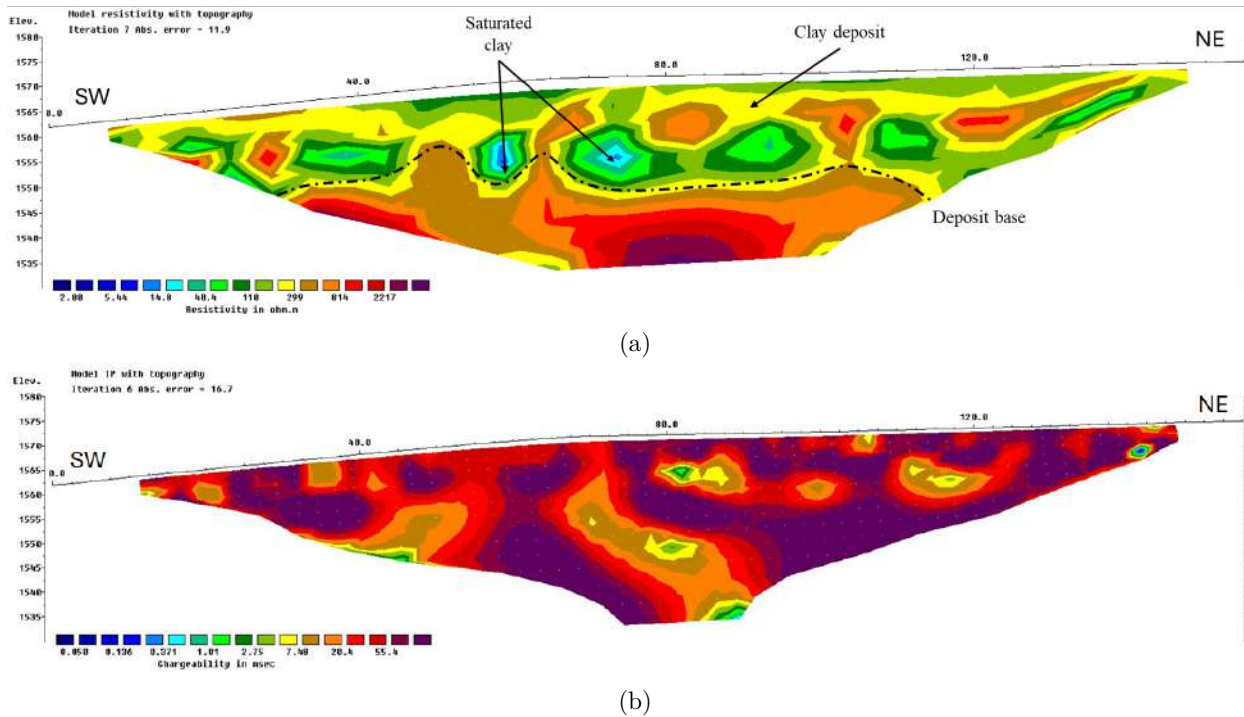 Model resistivity with topography
Elev. Iteration 7 Abs. error = 11.9
Saturated
clay
Clay deposit
NE
1580
1575
1570
1565
1560
1555
1550
1545
1540
1535
SW
0.0 40.0 80.0 120.0
Deposit base
2.00 5.44 14.8 40.4 110 299 814 2217
Resistivity in ohm.m
(a)
Model IP with topography
Elev. Iteration 6 Abs. error = 16.7
NE
1580
1575
1570
1565
1560
1555
1550
1545
1540
1535
SW
0.0 40.0 80.0 120.0
0.050 0.136 0.371 1.01 2.75 7.48 20.4 55.4
Chargeability in msec
(b)